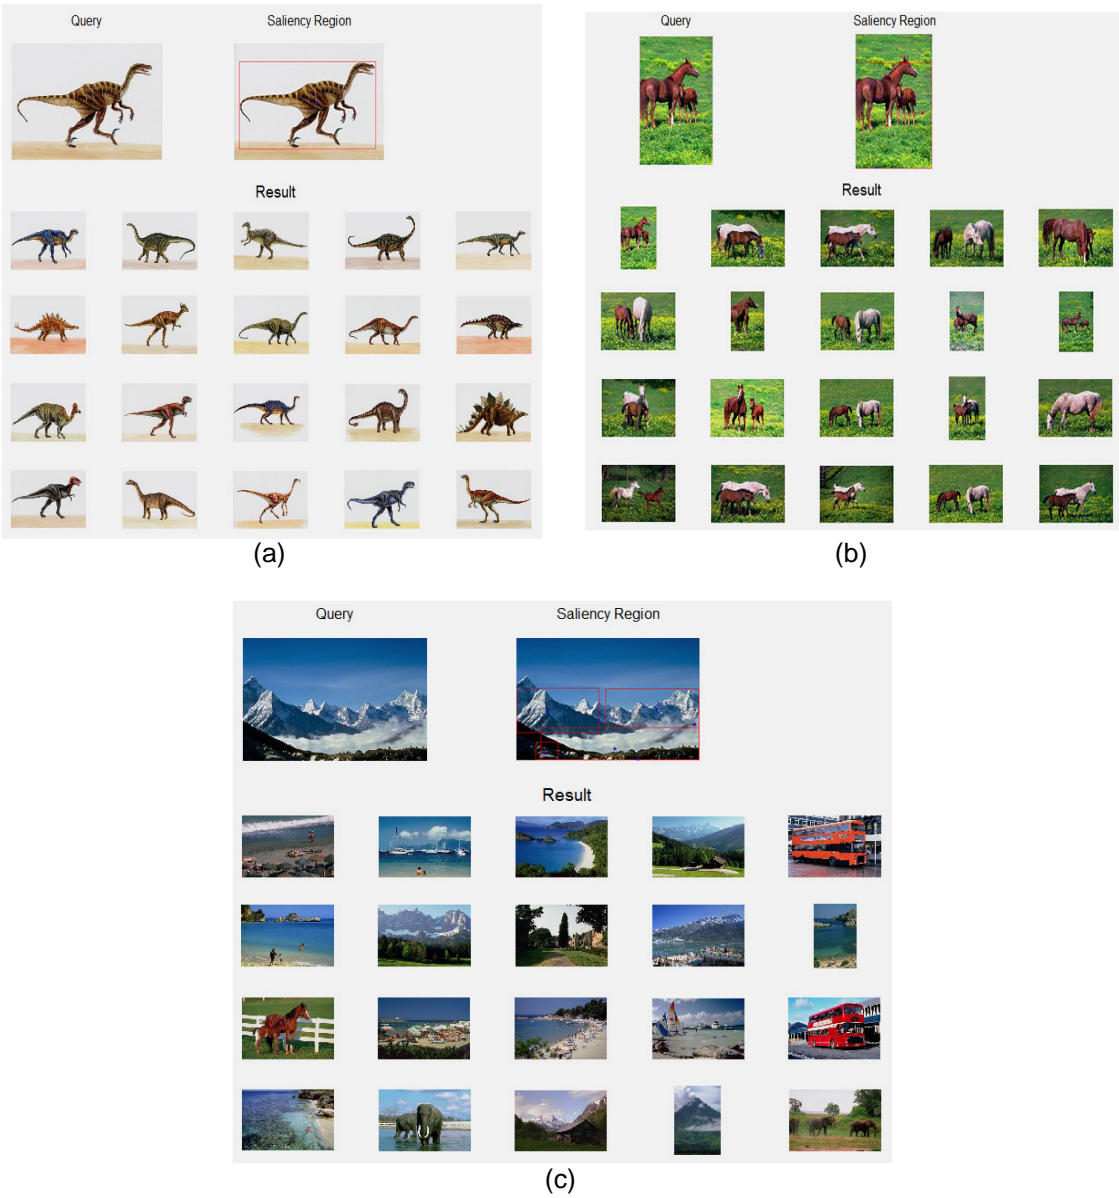 Query Saliency Region
Result
(a)
Query Saliency Region
Result
(b)
Query Saliency Region
Result
(c)